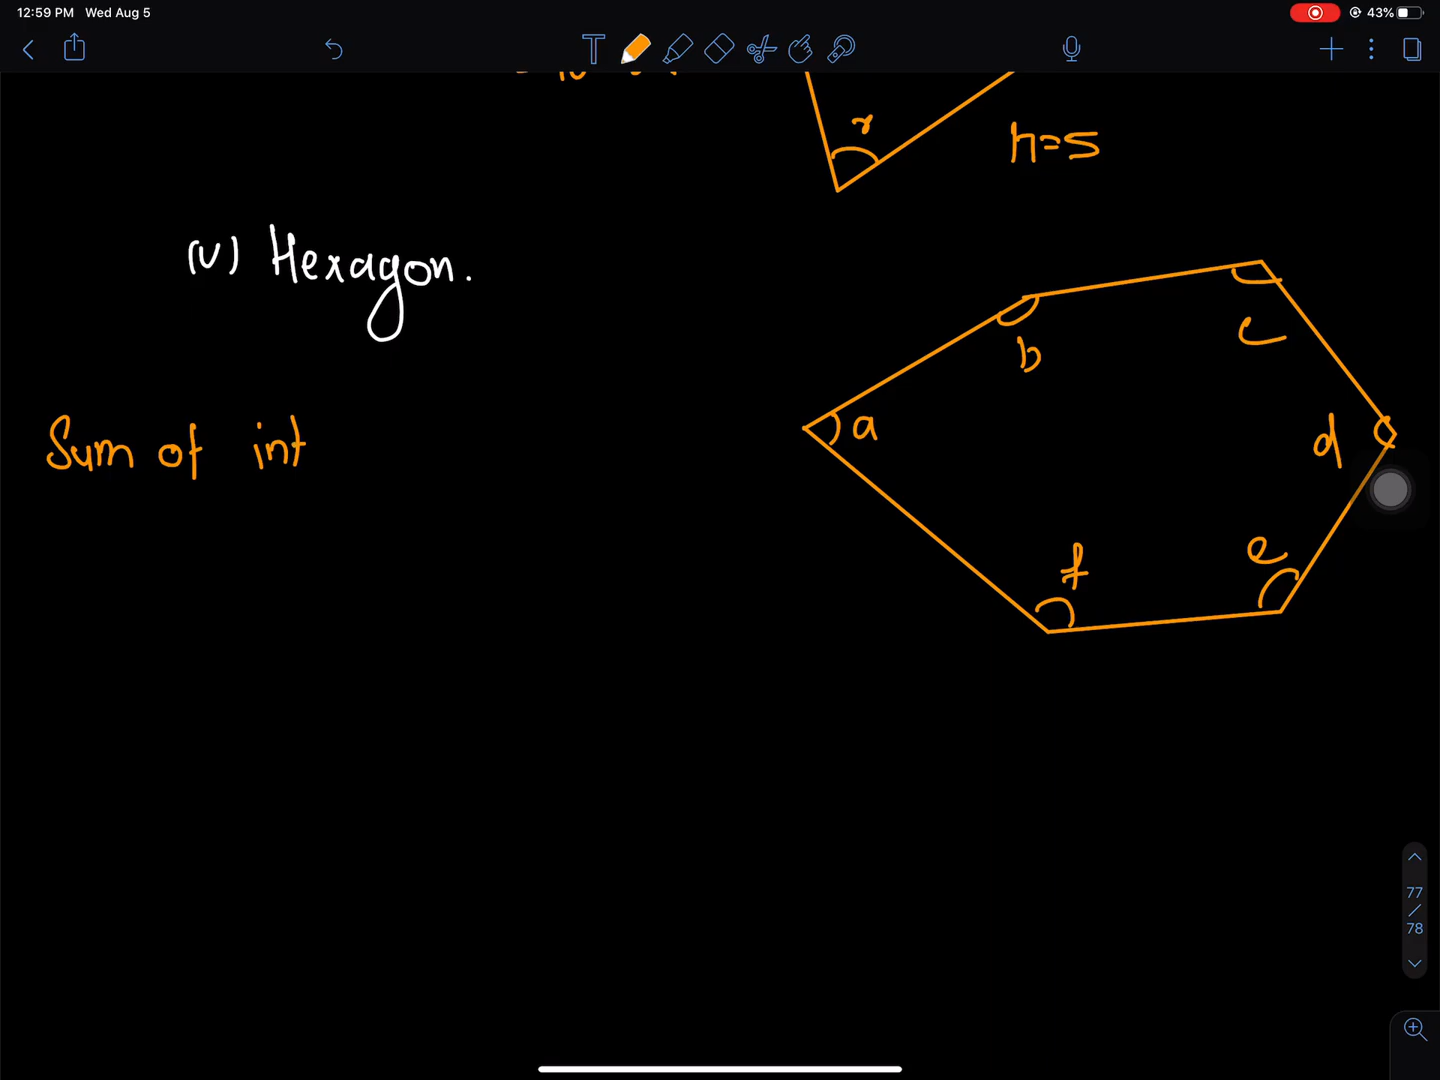 12:59 PM Wed Aug 5
43%
T
r
n=5
(V) Hexagon.
a
b
c
d
e
f
Sum of int
77
/
78